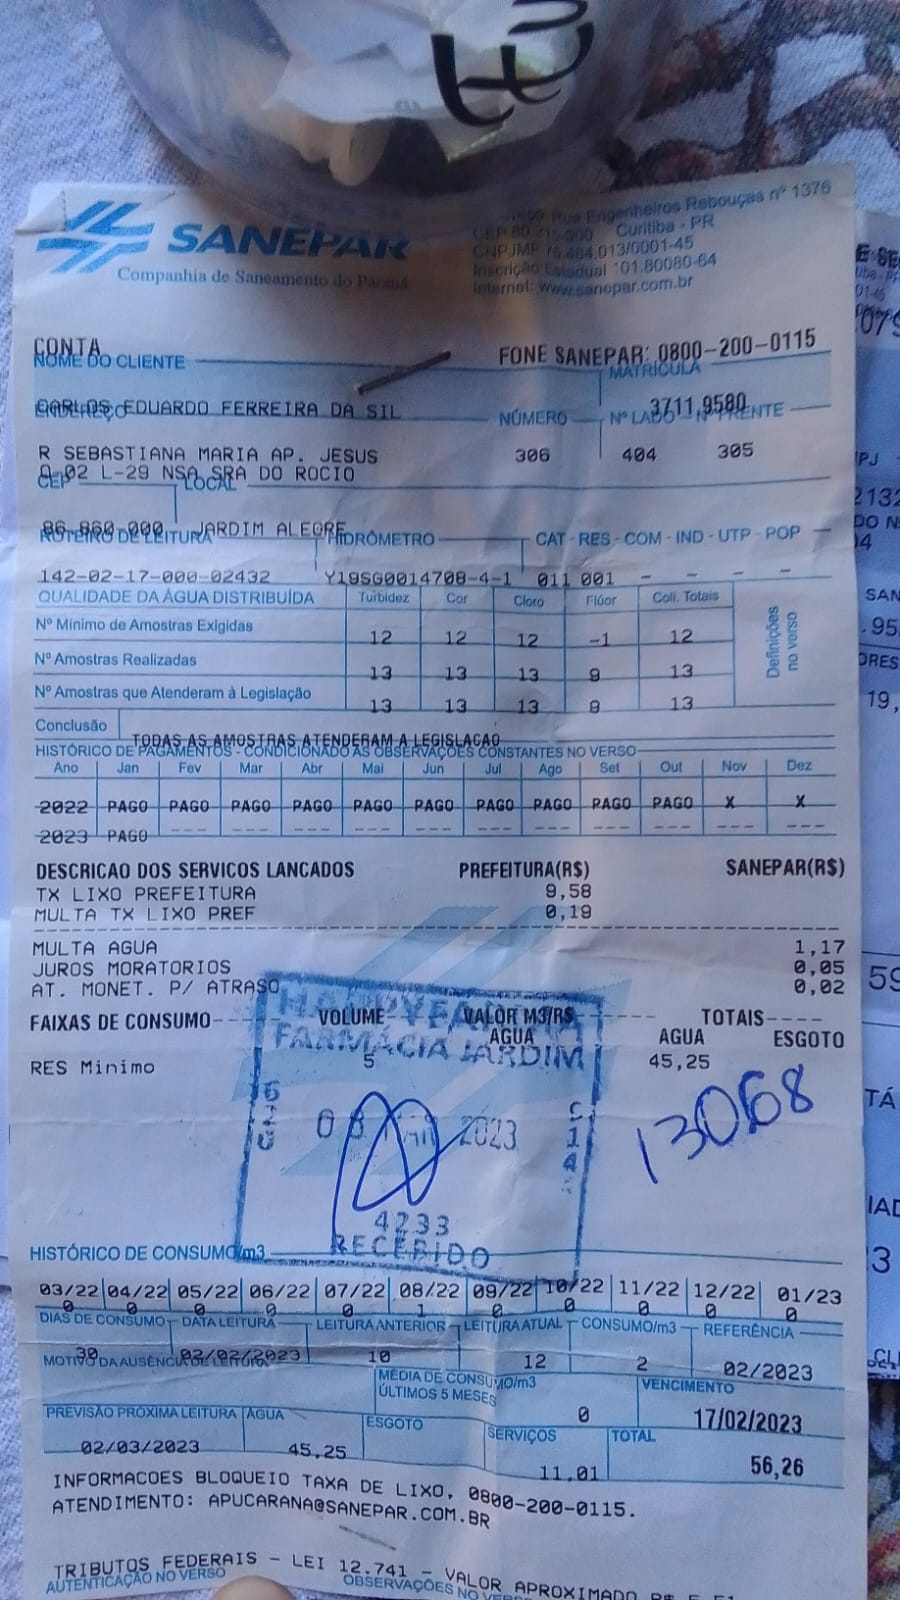 SANEPAR
Companhia de Saneamento do Paraná
Rua Engenheiros Rebouças nº 1376
CEP 80.215-900 Curitiba - PR
CNPJMF 76.484.013/0001-45
Inscrição Estadual 101.80080-64
Internet: www.sanepar.com.br
CONTA
FONE SANEPAR: 0800-200-0115
NOME DO CLIENTE
MATRÍCULA
CARLOS EDUARDO FERREIRA DA SIL
3711.9580
ENDEREÇO NÚMERO Nº LADO - Nº FRENTE
R SEBASTIANA MARIA AP. JESUS 306 404 305
Q-02 L-29 NSA SRA DO ROCIO
CEP LOCAL
86.860-000 JARDIM ALEGRE
ROTEIRO DE LEITURA HIDRÔMETRO CAT - RES - COM - IND - UTP - POP
142-02-17-000-02432 Y19SG0014708-4-1 011 001 - - - -
QUALIDADE DA ÁGUA DISTRIBUÍDA Turbidez Cor Cloro Flúor Coli. Totais
Definições no verso
Nº Mínimo de Amostras Exigidas 12 12 12 -1 12
Nº Amostras Realizadas 13 13 13 9 13
Nº Amostras que Atenderam à Legislação 13 13 13 9 13
Conclusão
TODAS AS AMOSTRAS ATENDERAM A LEGISLACAO
HISTÓRICO DE PAGAMENTOS - CONDICIONADO ÀS OBSERVAÇÕES CONSTANTES NO VERSO
Ano Jan Fev Mar Abr Mai Jun Jul Ago Set Out Nov Dez
2022 PAGO PAGO PAGO PAGO PAGO PAGO PAGO PAGO PAGO PAGO X X
2023 PAGO --- --- --- --- --- --- --- --- --- --- ---
DESCRICAO DOS SERVICOS LANCADOS PREFEITURA(R$) SANEPAR(R$)
TX LIXO PREFEITURA 9,58
MULTA TX LIXO PREF 0,19
MULTA AGUA 1,17
JUROS MORATORIOS 0,05
AT. MONET. P/ ATRASO 0,02
FAIXAS DE CONSUMO---- VOLUME VALOR M3/R$ ---- TOTAIS----
AGUA AGUA ESGOTO
RES Minimo 5 45,25
FARMACIA JARDIM
2023
4233
RECEBIDO
13068
HISTÓRICO DE CONSUMO/m3
03/22 04/22 05/22 06/22 07/22 08/22 09/22 10/22 11/22 12/22 01/23
0 0 0 0 0 1 0 0 0 0 0
DIAS DE CONSUMO DATA LEITURA LEITURA ANTERIOR LEITURA ATUAL CONSUMO/m3 REFERÊNCIA
30 02/02/2023 10 12 2 02/2023
MOTIVO DA AUSÊNCIA DE LEITURA
MÉDIA DE CONSUMO/m3
ÚLTIMOS 5 MESES
0
VENCIMENTO
17/02/2023
PREVISÃO PRÓXIMA LEITURA ÁGUA ESGOTO SERVIÇOS TOTAL
02/03/2023 45,25 11,01 56,26
INFORMACOES BLOQUEIO TAXA DE LIXO, 0800-200-0115.
ATENDIMENTO: APUCARANA@SANEPAR.COM.BR
TRIBUTOS FEDERAIS - LEI 12.741 - VALOR APROXIMADO R$
AUTENTICAÇÃO NO VERSO OBSERVAÇÕES NO